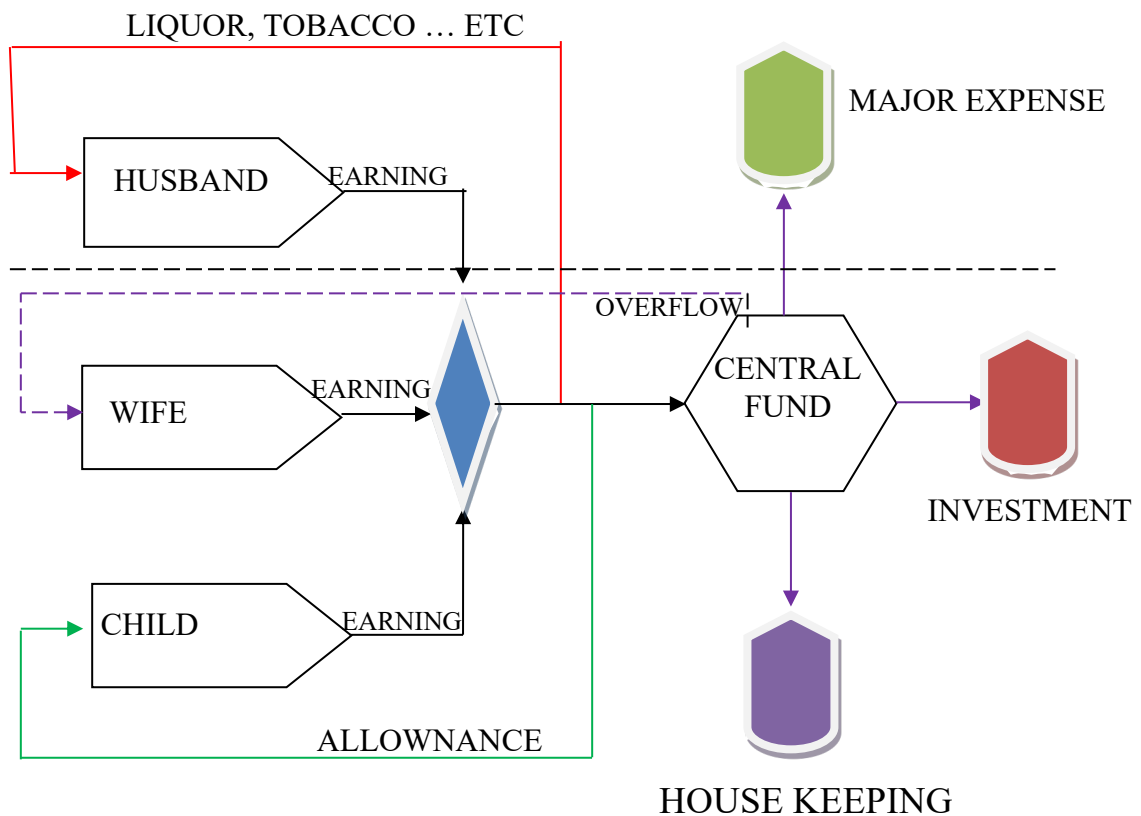 LIQUOR, TOBACCO … ETC
MAJOR EXPENSE
HUSBAND
EARNING
OVERFLOW
CENTRAL
FUND
EARNING
WIFE
INVESTMENT
CHILD
EARNING
ALLOWNANCE
HOUSE KEEPING